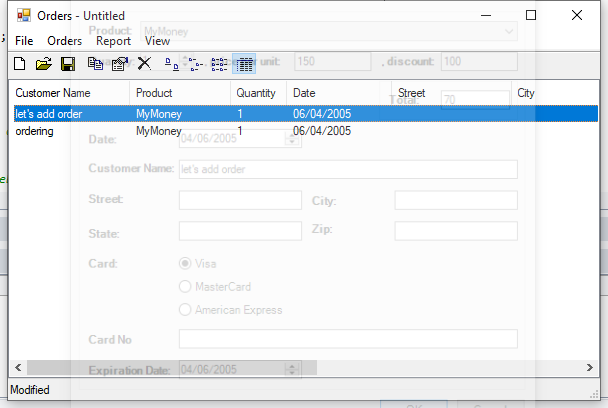 Orders - Untitled
Product: MyMoney
File Orders Report View
unit: 150 , discount: 100
Customer Name Product Quantity Date Street City
Total: 70
let's add order MyMoney 1 06/04/2005
ordering MyMoney 1 06/04/2005
Date: 04/06/2005
Customer Name: let's add order
Street: City:
State: Zip:
Card: Visa
MasterCard
American Express
Card No
Expiration Date: 04/06/2005
Modified